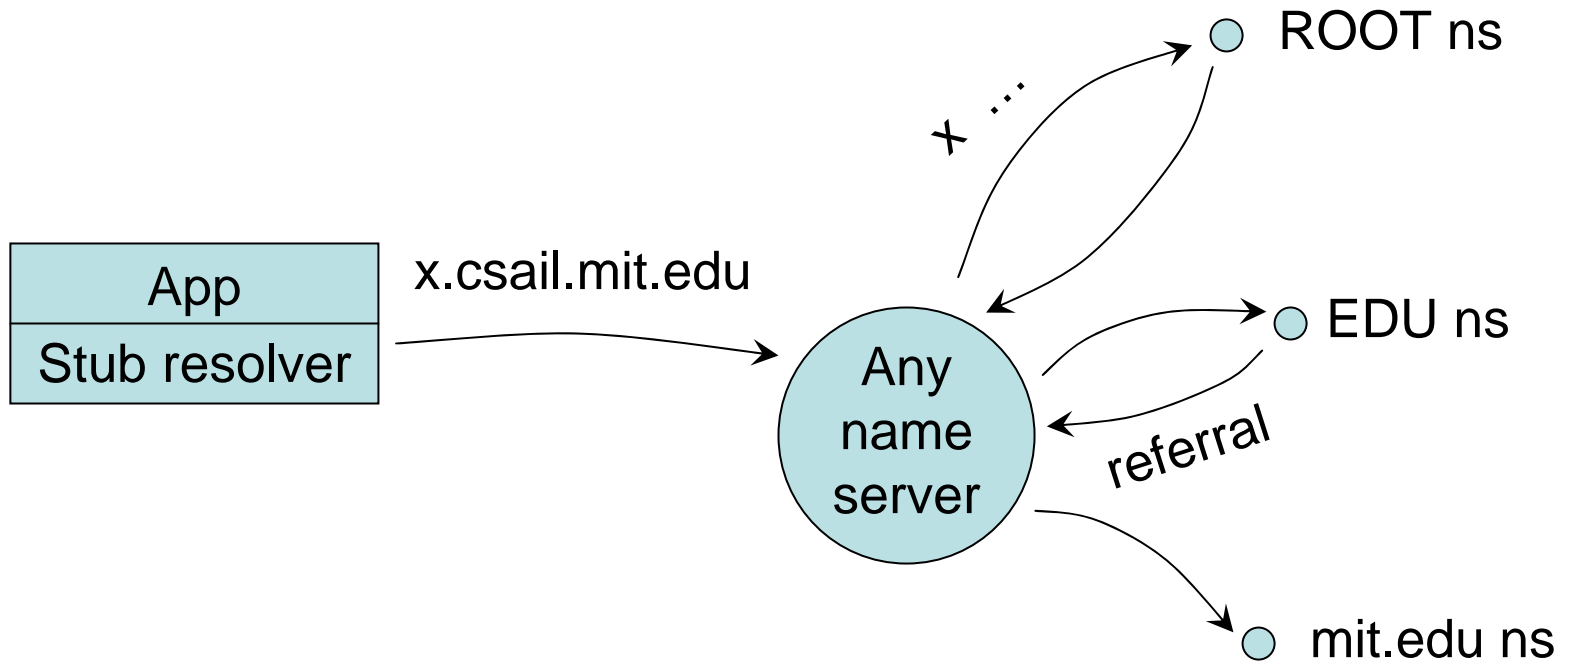 ROOT ns
x ...
x.csail.mit.edu
App
Stub resolver
Any
name
server
EDU ns
referral
mit.edu ns